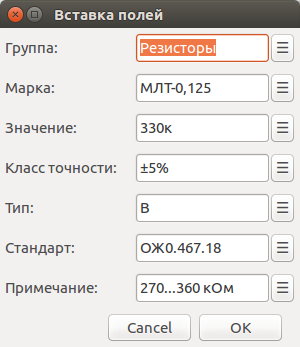 Вставка полей
Группа: Резисторы
Марка: МЛТ-0,125
Значение: 330к
Класс точности: ±5%
Тип: В
Стандарт: ОЖ0.467.18
Примечание: 270...360 кОм
Cancel OK